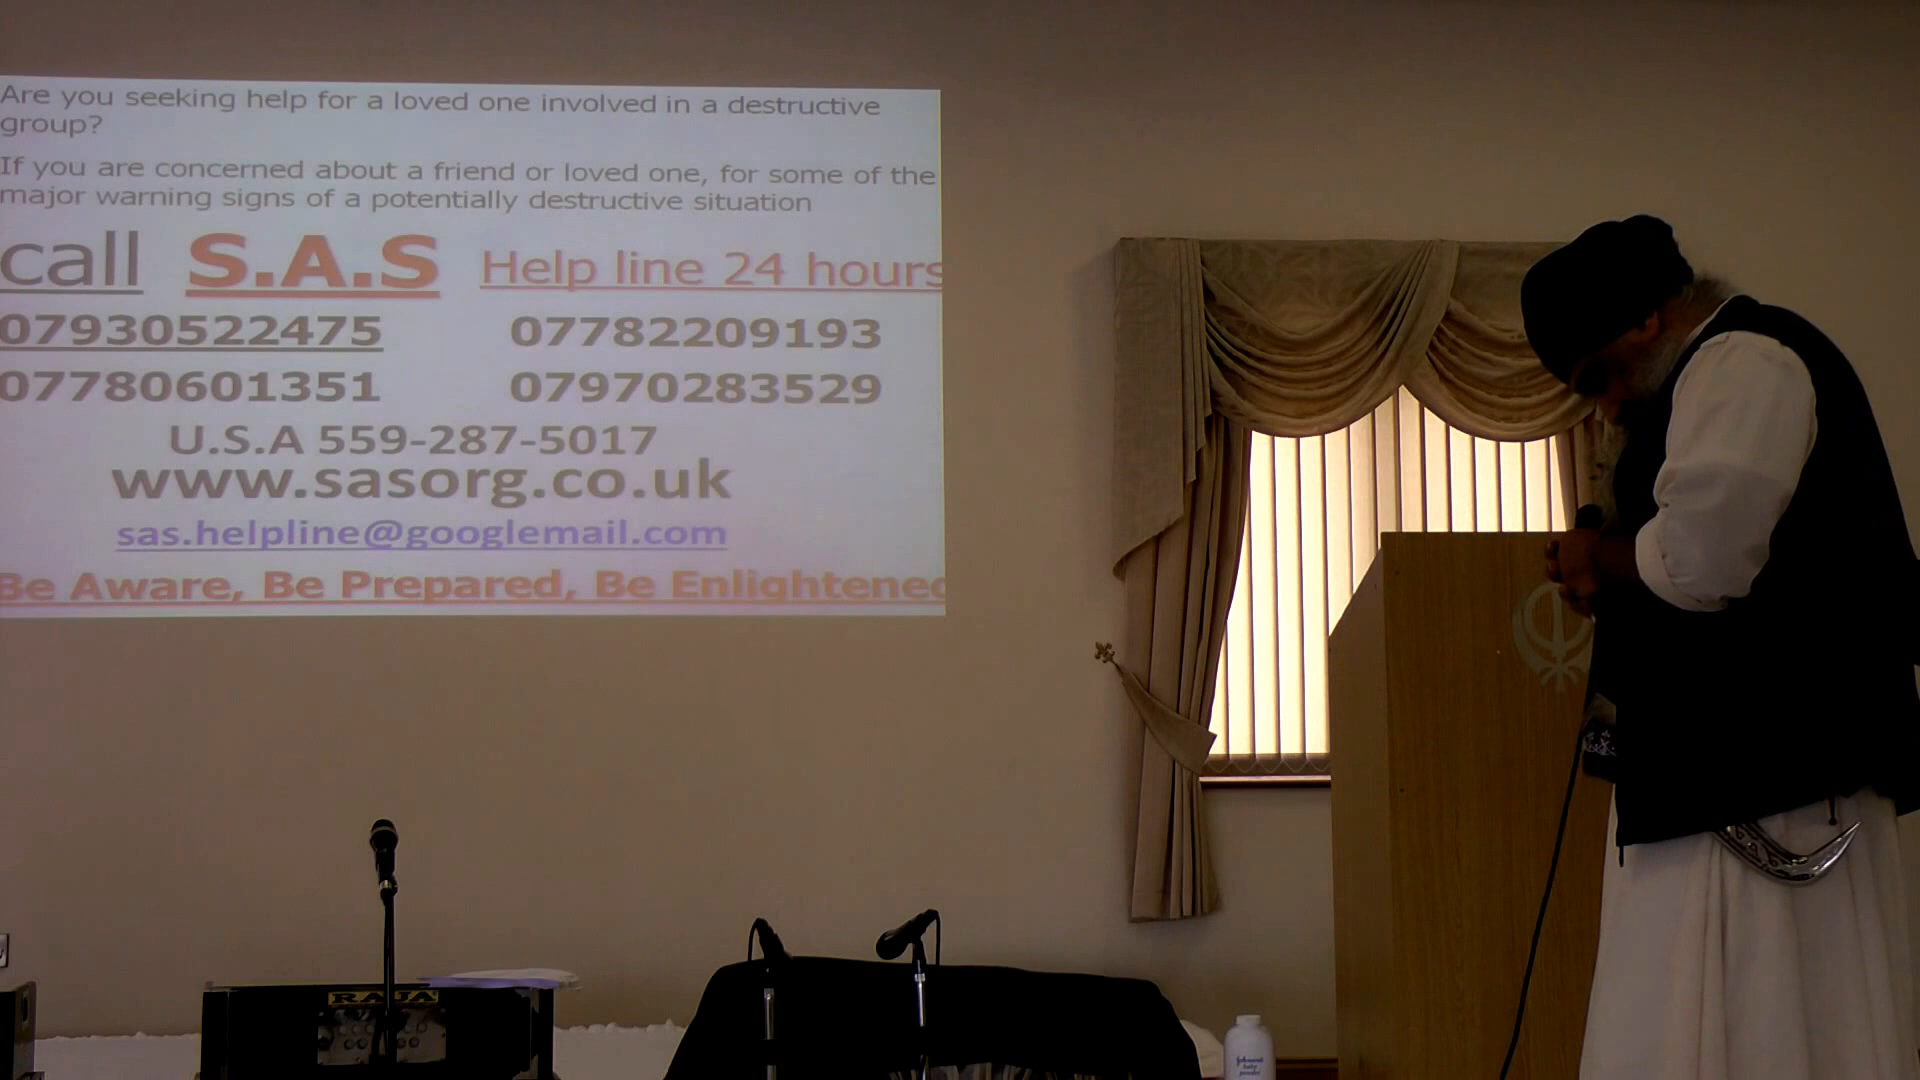 Are you seeking help for a loved one involved in a destructive
group?
If you are concerned about a friend or loved one, for some of the
major warning signs of a potentially destructive situation
call S.A.S Help line 24 hours
07930522475 07782209193
07780601351 07970283529
U.S.A 559-287-5017
www.sasorg.co.uk
sas.helpline@googlemail.com
Be Aware, Be Prepared, Be Enlightened
RAJA
Johnson's
baby
powder